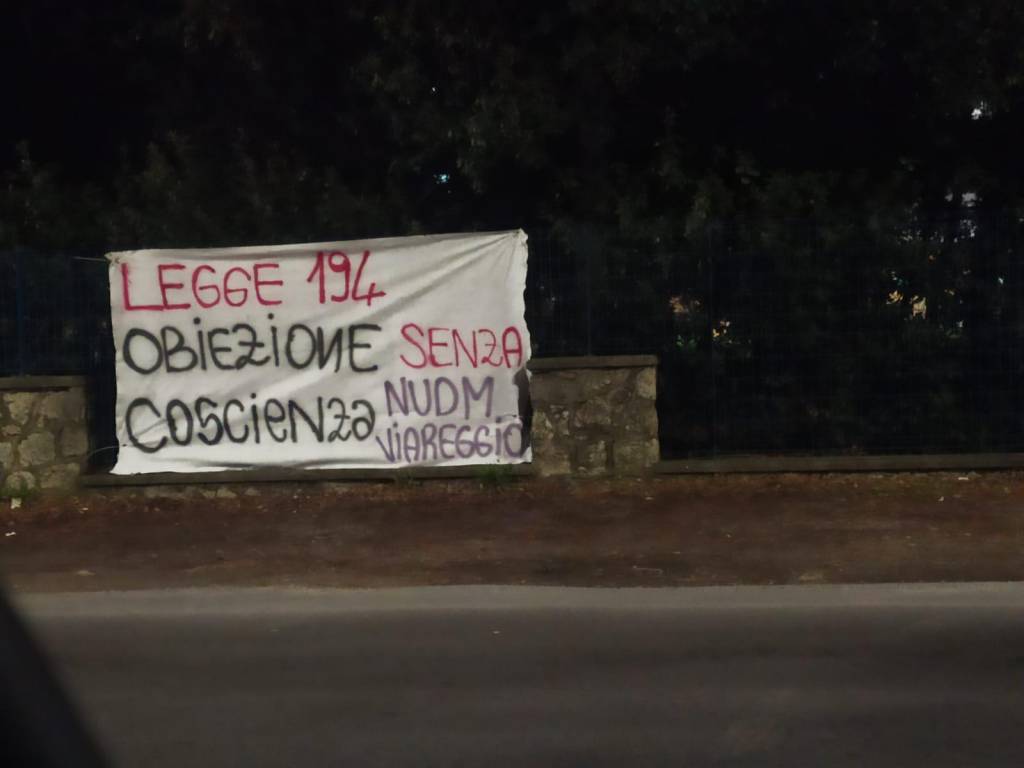 LEGGE 194
OBIEZIONE SENZA
COSCIENZA
NUDM
VIAREGGIO